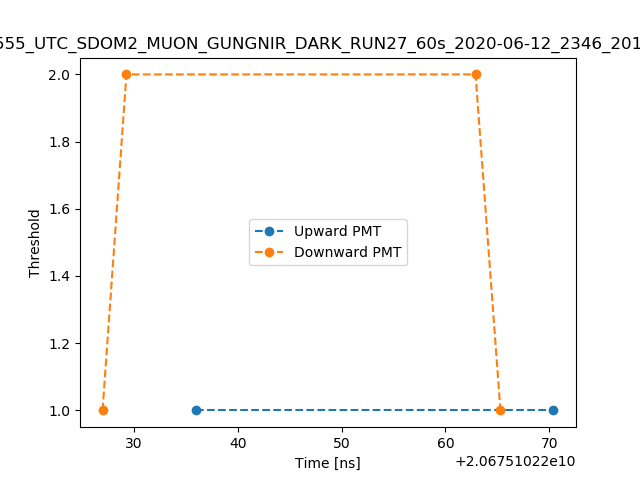 555_UTC_SDOM2_MUON_GUNGNIR_DARK_RUN27_60s_2020-06-12_2346_201
2.0
1.8
1.6
1.4
1.2
1.0
Threshold
Upward PMT
Downward PMT
30 40 50 60 70
Time [ns]
+2.06751022e10